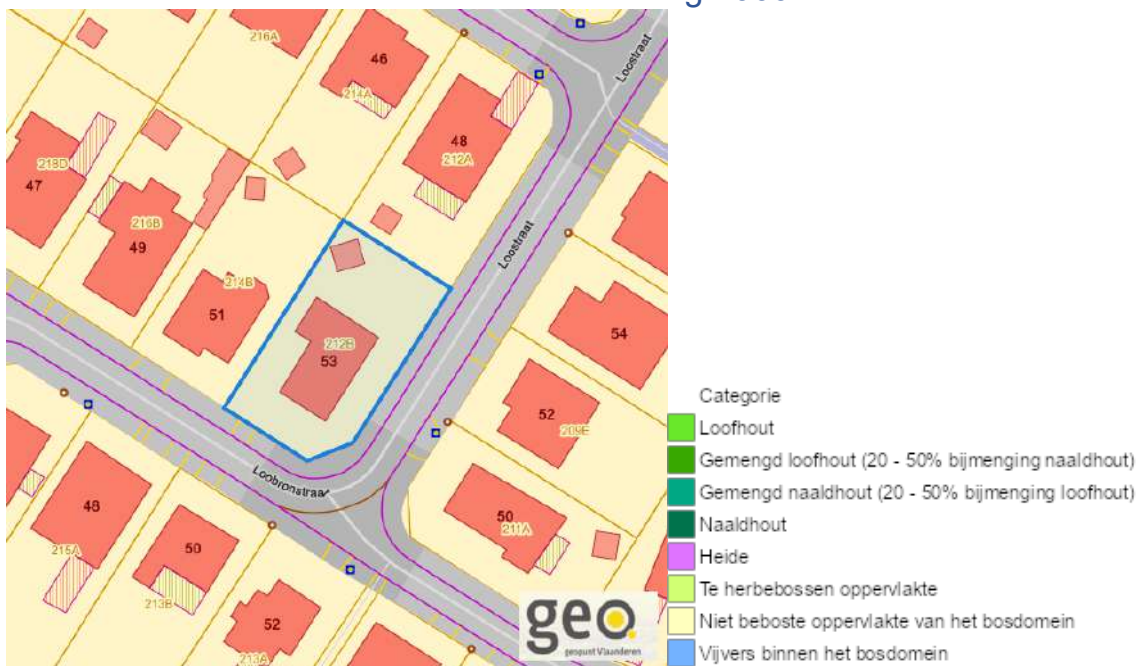 216A
46
214A
48
212A
Loostraat
218D
47
216B
49
214B
51
Loostraat
212B
53
54
52
209E
Loobronstraat
48
215A
50
213B
52
213A
50
211A
geo.
geopunt Vlaanderen
Categorie
Loofhout
Gemengd loofhout (20 - 50% bijmenging naaldhout)
Gemengd naaldhout (20 - 50% bijmenging loofhout)
Naaldhout
Heide
Te herbebossen oppervlakte
Niet beboste oppervlakte van het bosdomein
Vijvers binnen het bosdomein